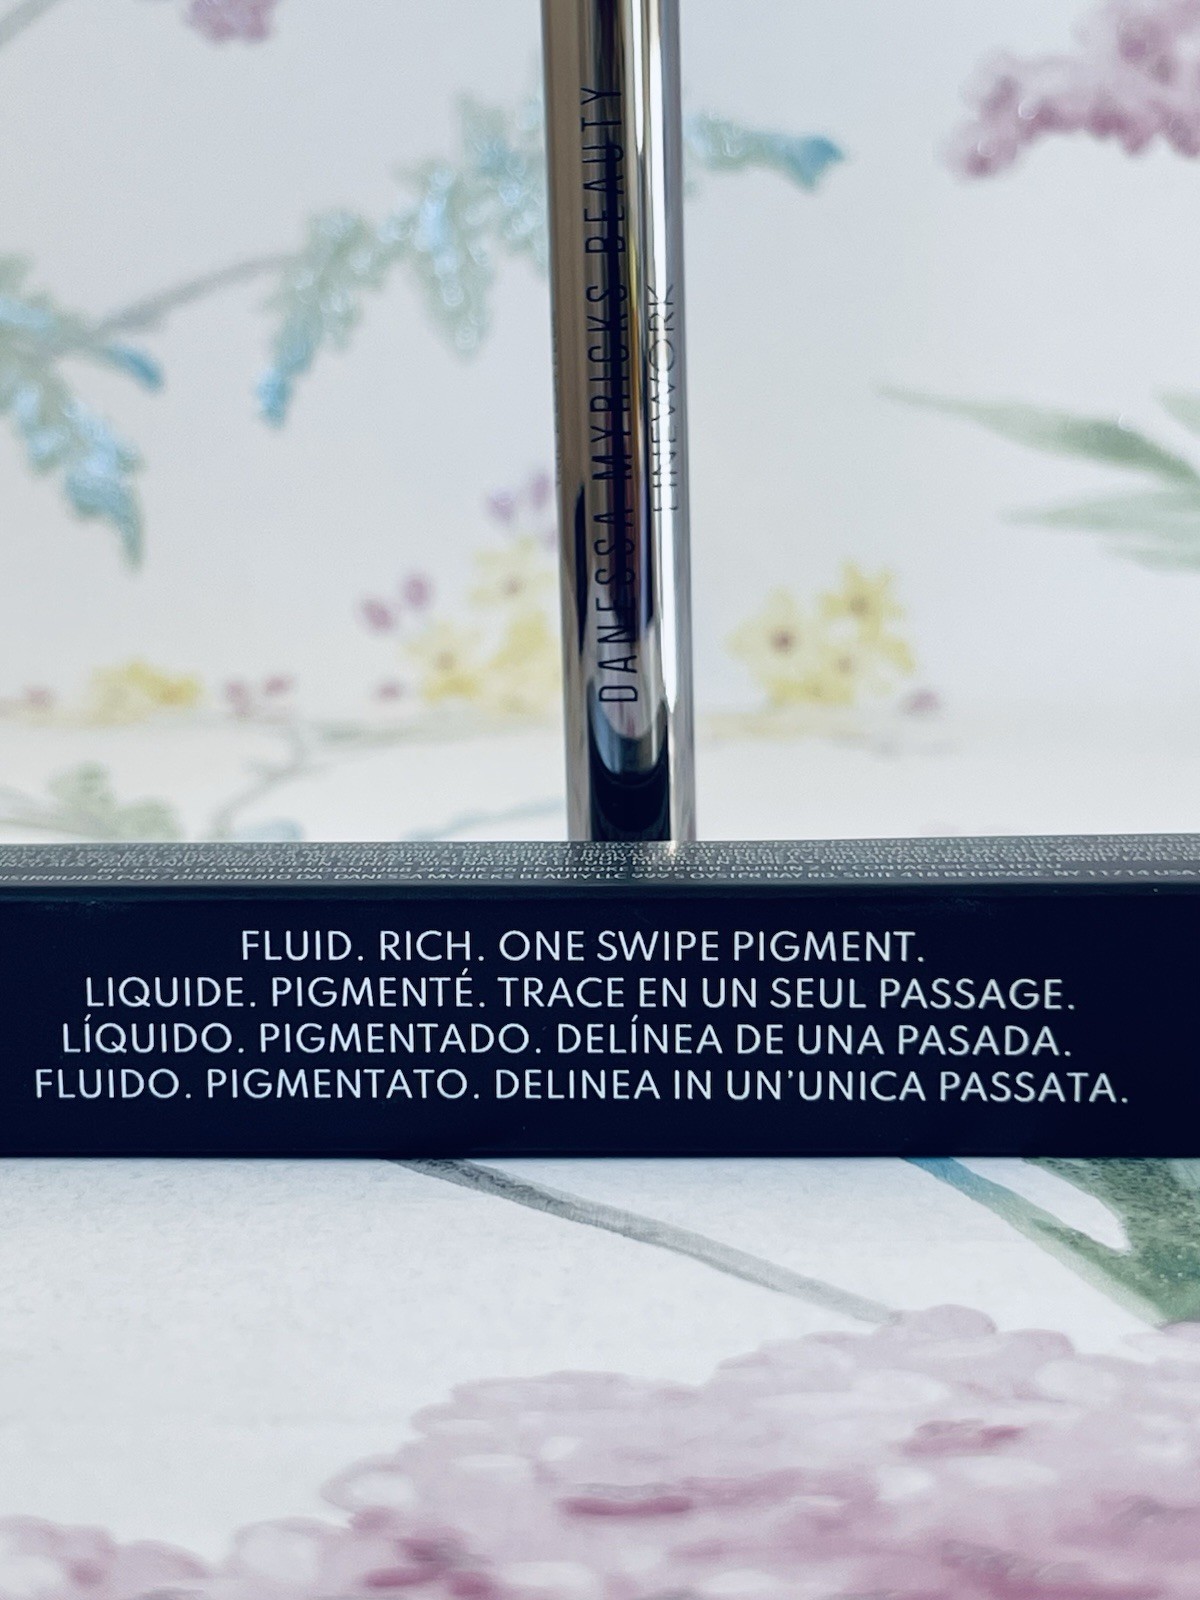 DANESSA MYRICKS BEAUTY
LINEWORK
FLUID. RICH. ONE SWIPE PIGMENT.
LIQUIDE. PIGMENTÉ. TRACE EN UN SEUL PASSAGE.
LÍQUIDO. PIGMENTADO. DELÍNEA DE UNA PASADA.
FLUIDO. PIGMENTATO. DELINEA IN UN’UNICA PASSATA.